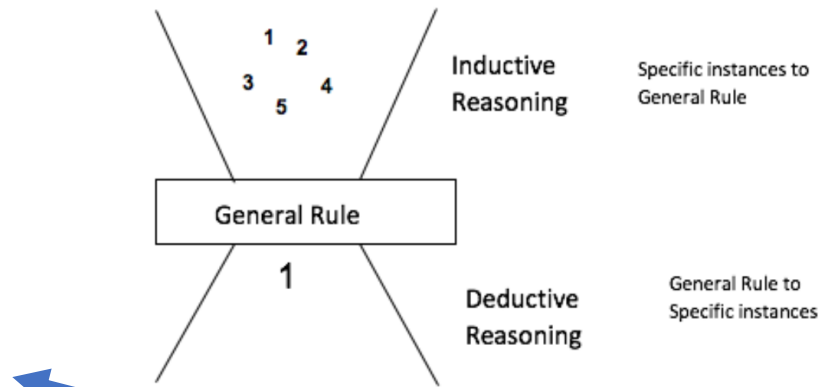 1 2
3 4
5
Inductive
Reasoning
Specific instances to
General Rule
General Rule
1
Deductive
Reasoning
General Rule to
Specific instances